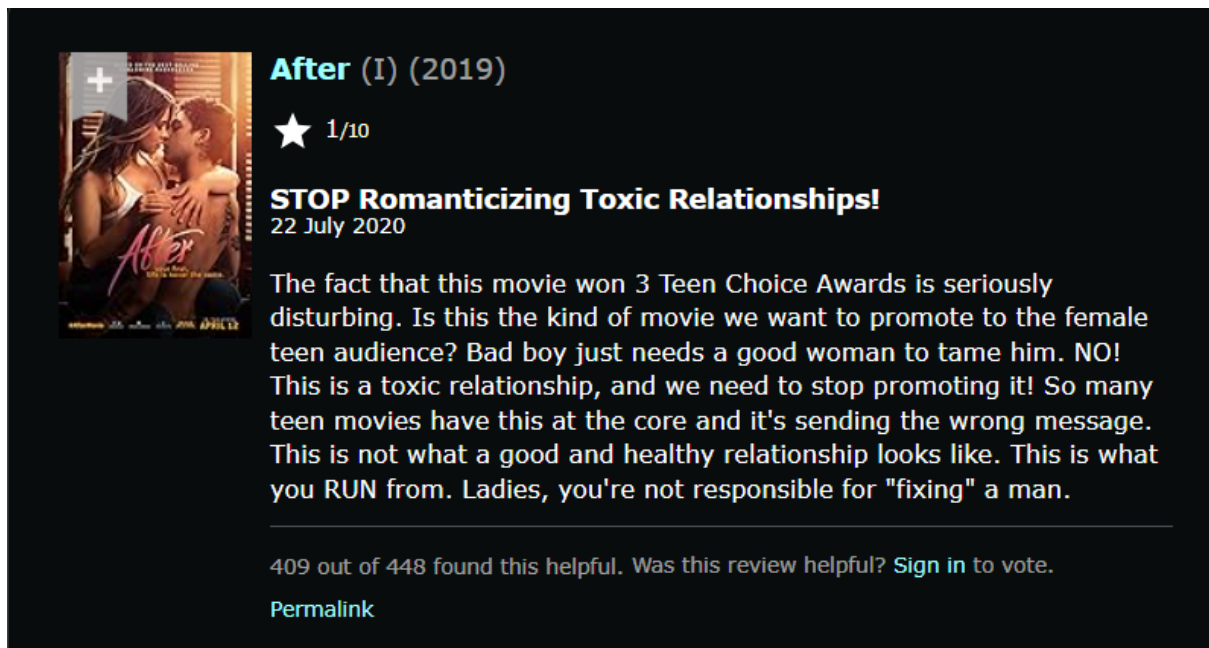 After (I) (2019)
1/10
STOP Romanticizing Toxic Relationships!
22 July 2020
The fact that this movie won 3 Teen Choice Awards is seriously
disturbing. Is this the kind of movie we want to promote to the female
teen audience? Bad boy just needs a good woman to tame him. NO!
This is a toxic relationship, and we need to stop promoting it! So many
teen movies have this at the core and it's sending the wrong message.
This is not what a good and healthy relationship looks like. This is what
you RUN from. Ladies, you're not responsible for "fixing" a man.
409 out of 448 found this helpful. Was this review helpful? Sign in to vote.
Permalink
+
After
APRIL 12